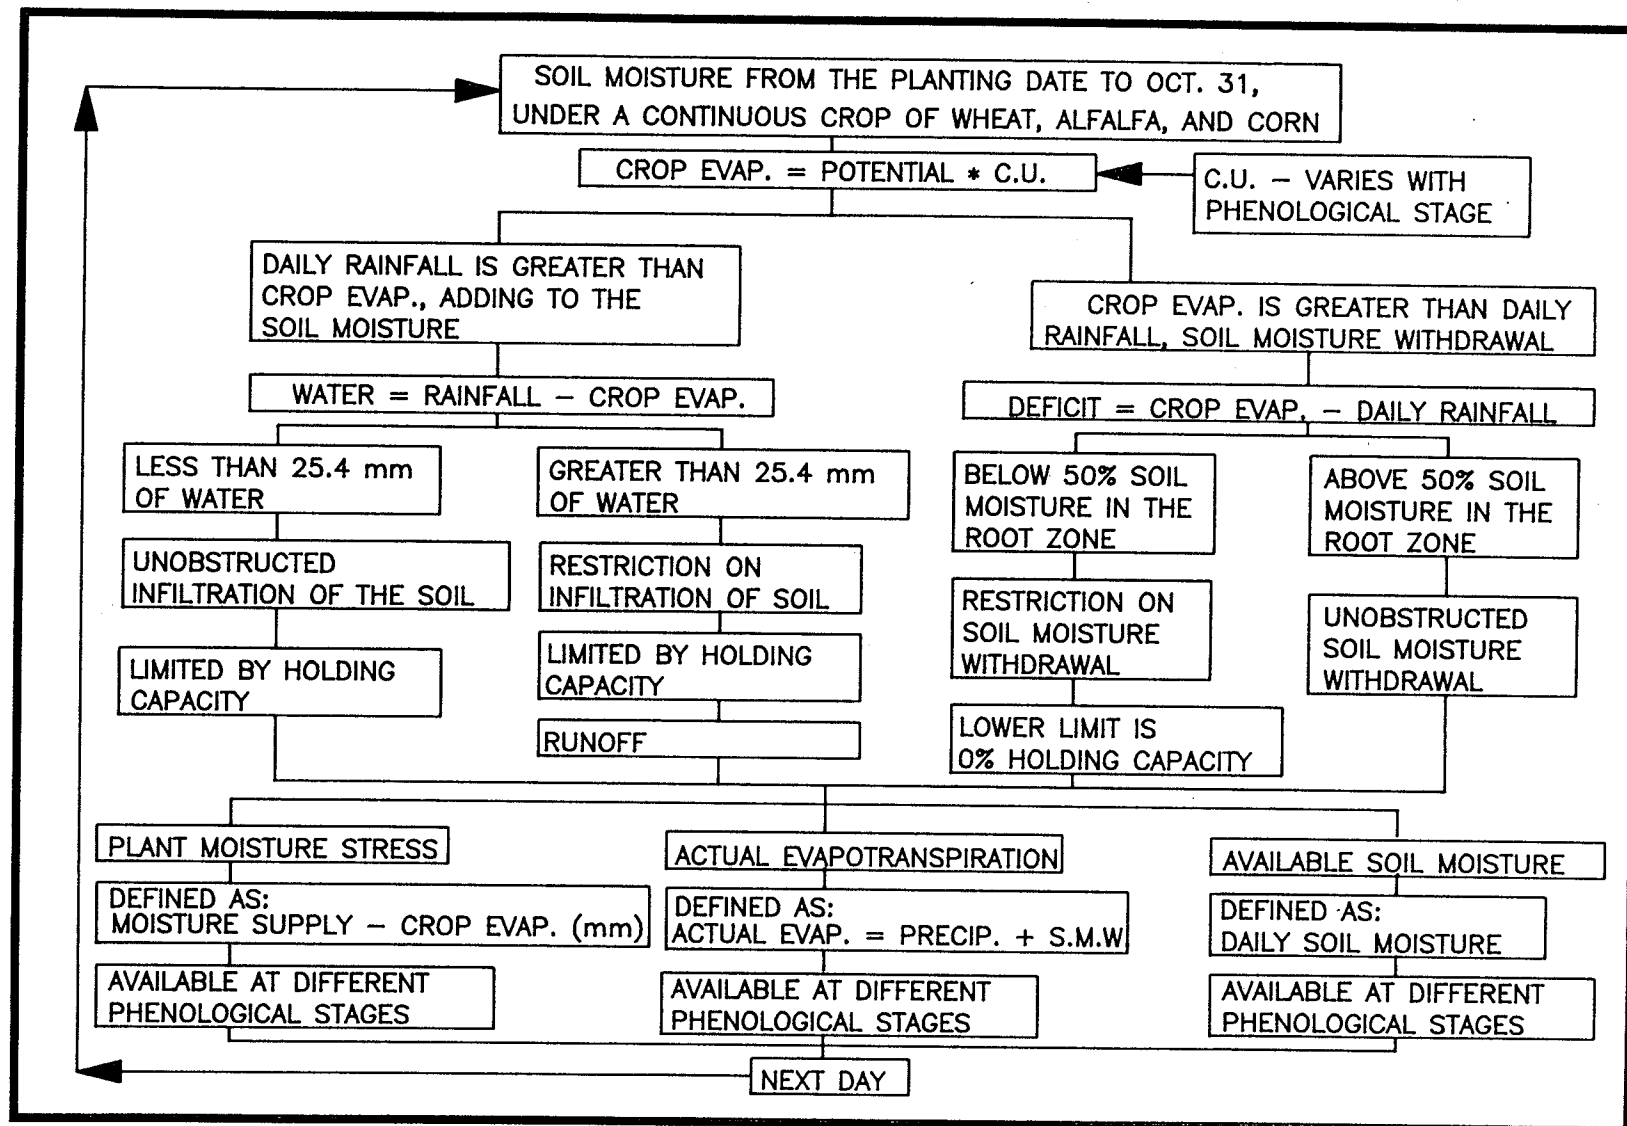 SOIL MOISTURE FROM THE PLANTING DATE TO OCT. 31,
UNDER A CONTINUOUS CROP OF WHEAT, ALFALFA, AND CORN
CROP EVAP. = POTENTIAL * C.U.
C.U. – VARIES WITH
PHENOLOGICAL STAGE
DAILY RAINFALL IS GREATER THAN
CROP EVAP., ADDING TO THE
SOIL MOISTURE
CROP EVAP. IS GREATER THAN DAILY
RAINFALL, SOIL MOISTURE WITHDRAWAL
WATER = RAINFALL – CROP EVAP.
DEFICIT = CROP EVAP. – DAILY RAINFALL
LESS THAN 25.4 mm
OF WATER
GREATER THAN 25.4 mm
OF WATER
BELOW 50% SOIL
MOISTURE IN THE
ROOT ZONE
ABOVE 50% SOIL
MOISTURE IN THE
ROOT ZONE
UNOBSTRUCTED
INFILTRATION OF THE SOIL
RESTRICTION ON
INFILTRATION OF SOIL
RESTRICTION ON
SOIL MOISTURE
WITHDRAWAL
UNOBSTRUCTED
SOIL MOISTURE
WITHDRAWAL
LIMITED BY HOLDING
CAPACITY
LIMITED BY HOLDING
CAPACITY
RUNOFF
LOWER LIMIT IS
0% HOLDING CAPACITY
PLANT MOISTURE STRESS
ACTUAL EVAPOTRANSPIRATION
AVAILABLE SOIL MOISTURE
DEFINED AS:
MOISTURE SUPPLY – CROP EVAP. (mm)
DEFINED AS:
ACTUAL EVAP. = PRECIP. + S.M.W.
DEFINED AS:
DAILY SOIL MOISTURE
AVAILABLE AT DIFFERENT
PHENOLOGICAL STAGES
AVAILABLE AT DIFFERENT
PHENOLOGICAL STAGES
AVAILABLE AT DIFFERENT
PHENOLOGICAL STAGES
NEXT DAY